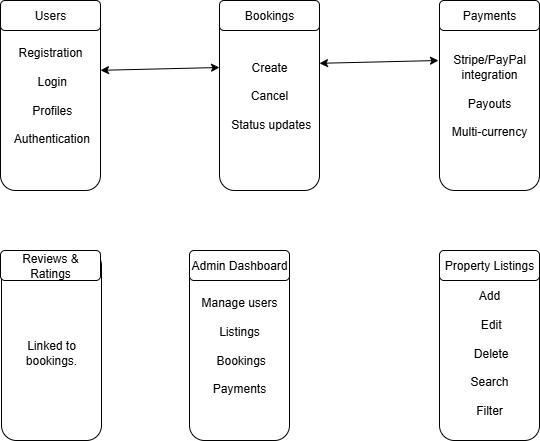 Users
Registration
Login
Profiles
Authentication
Bookings
Create
Cancel
Status updates
Payments
Stripe/PayPal
integration
Payouts
Multi-currency
Reviews &
Ratings
Linked to
bookings.
Admin Dashboard
Manage users
Listings
Bookings
Payments
Property Listings
Add
Edit
Delete
Search
Filter